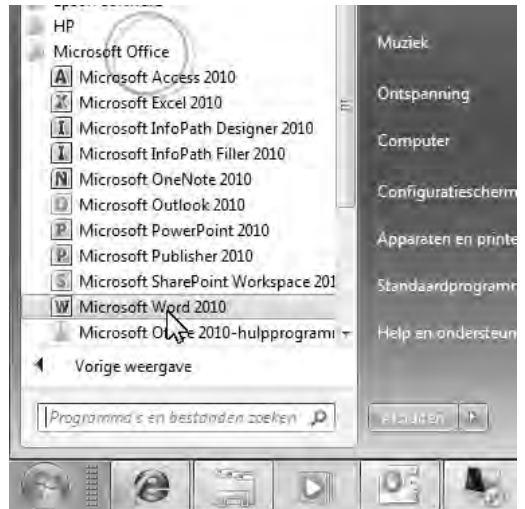 Epson Software
HP
Microsoft Office
Microsoft Access 2010
Microsoft Excel 2010
Microsoft InfoPath Designer 2010
Microsoft InfoPath Filler 2010
Microsoft OneNote 2010
Microsoft Outlook 2010
Microsoft PowerPoint 2010
Microsoft Publisher 2010
Microsoft SharePoint Workspace 201
Microsoft Word 2010
Microsoft Office 2010-hulpprogramm
Vorige weergave
Programma's en bestanden zoeken
Muziek
Ontspanning
Computer
Configuratiescherm
Apparaten en printe
Standaardprogramm
Help en ondersteun
Afsluiten